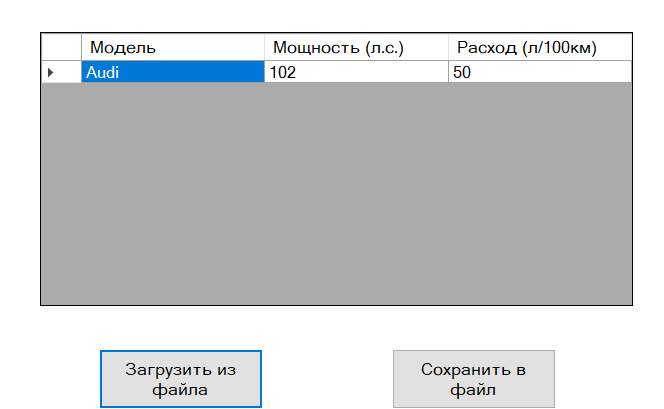 Модель Мощность (л.с.) Расход (л/100км)
Audi 102 50
Загрузить из
файла
Сохранить в
файл